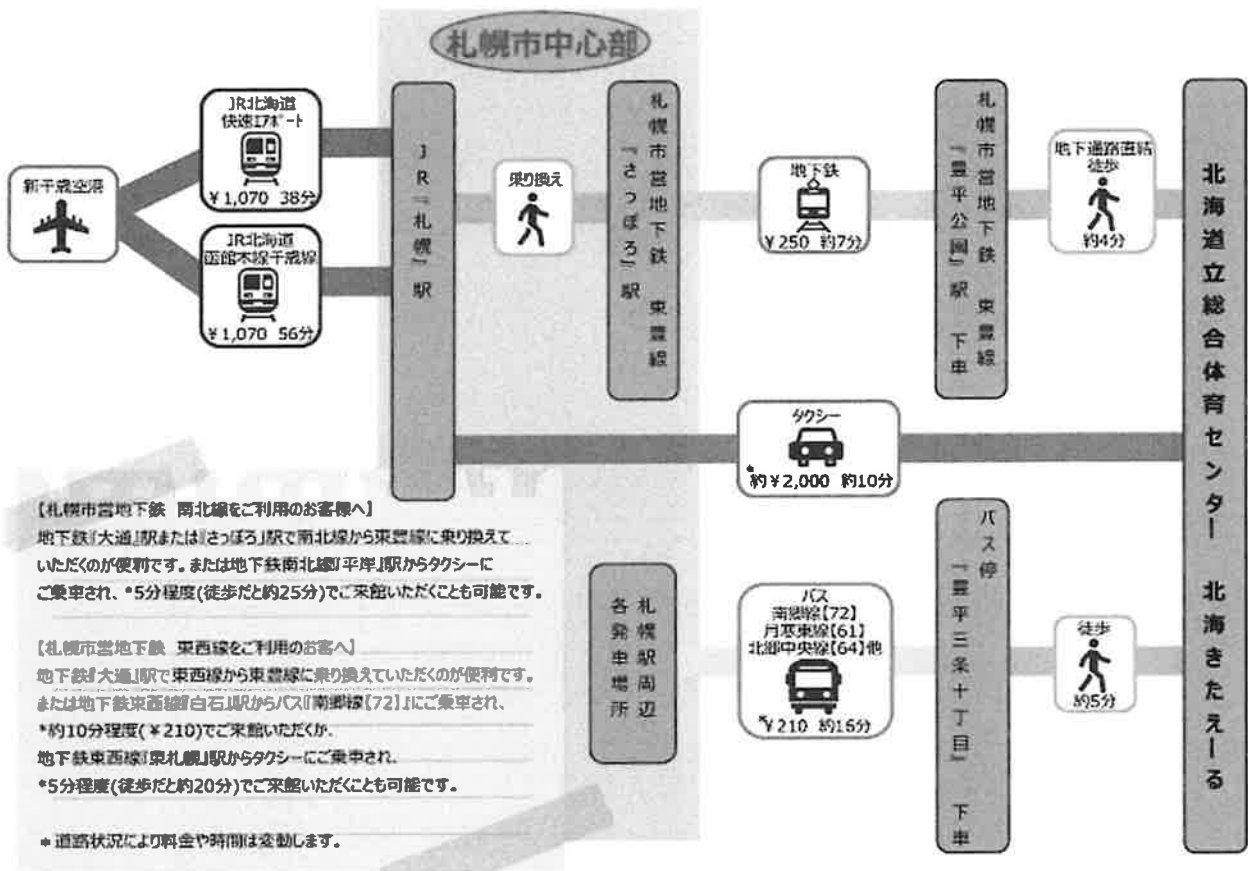 札幌市中心部
新千歳空港
JR北海道
快速エアポート
¥1,070 38分
JR北海道
函館本線千歳線
¥1,070 56分
JR『札幌』駅
乗り換え
札幌市営地下鉄 東豊線
『さっぽろ』駅
地下鉄
¥250 約7分
札幌市営地下鉄 東豊線
『豊平公園』駅 下車
地下通路直結
徒歩
約4分
北海道立総合体育センター 北海きたえーる
タクシー
*約¥2,000 約10分
札幌駅周辺
各発車場所
バス
南郷線【72】
月寒東線【61】
北郷中央線【64】他
*¥210 約16分
バス停
『豊平三条十丁目』 下車
徒歩
約5分
【札幌市営地下鉄 南北線をご利用のお客様へ】
地下鉄『大通』駅または『さっぽろ』駅で南北線から東豊線に乗り換えて
いただくのが便利です。または地下鉄南北線『平岸』駅からタクシーに
ご乗車され、*5分程度(徒歩だと約25分)でご来館いただくことも可能です。
【札幌市営地下鉄 東西線をご利用のお客へ】
地下鉄『大通』駅で東西線から東豊線に乗り換えていただくのが便利です。
または地下鉄東西線『白石』駅からバス『南郷線【72】』にご乗車され、
*約10分程度(¥210)でご来館いただくか、
地下鉄東西線『東札幌』駅からタクシーにご乗車され、
*5分程度(徒歩だと約20分)でご来館いただくことも可能です。
*道路状況により料金や時間は変動します。